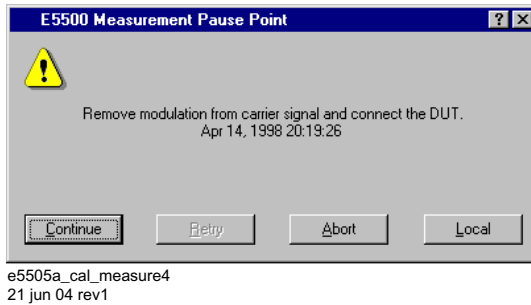 E5500 Measurement Pause Point
Remove modulation from carrier signal and connect the DUT.
Apr 14, 1998 20:19:26
Continue Retry Abort Local
e5505a_cal_measure4
21 jun 04 rev1